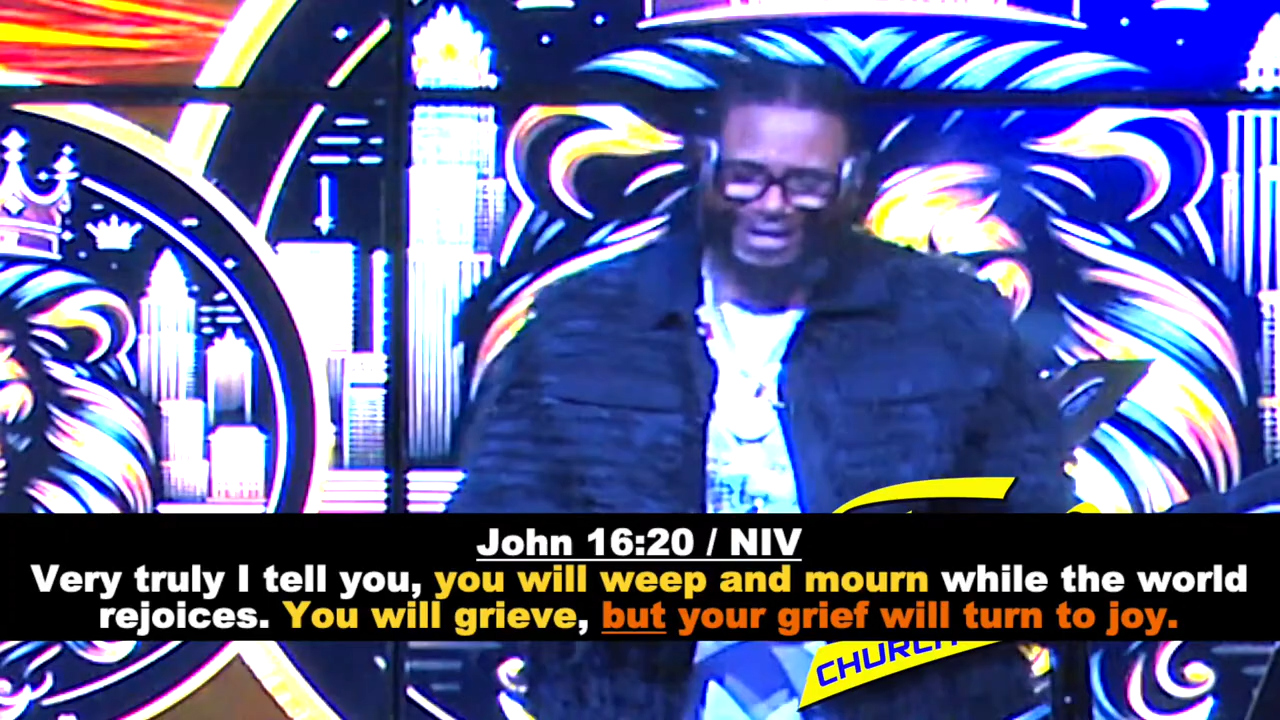 John 16:20 / NIV
Very truly I tell you, you will weep and mourn while the world
rejoices. You will grieve, but your grief will turn to joy.
CHURCH